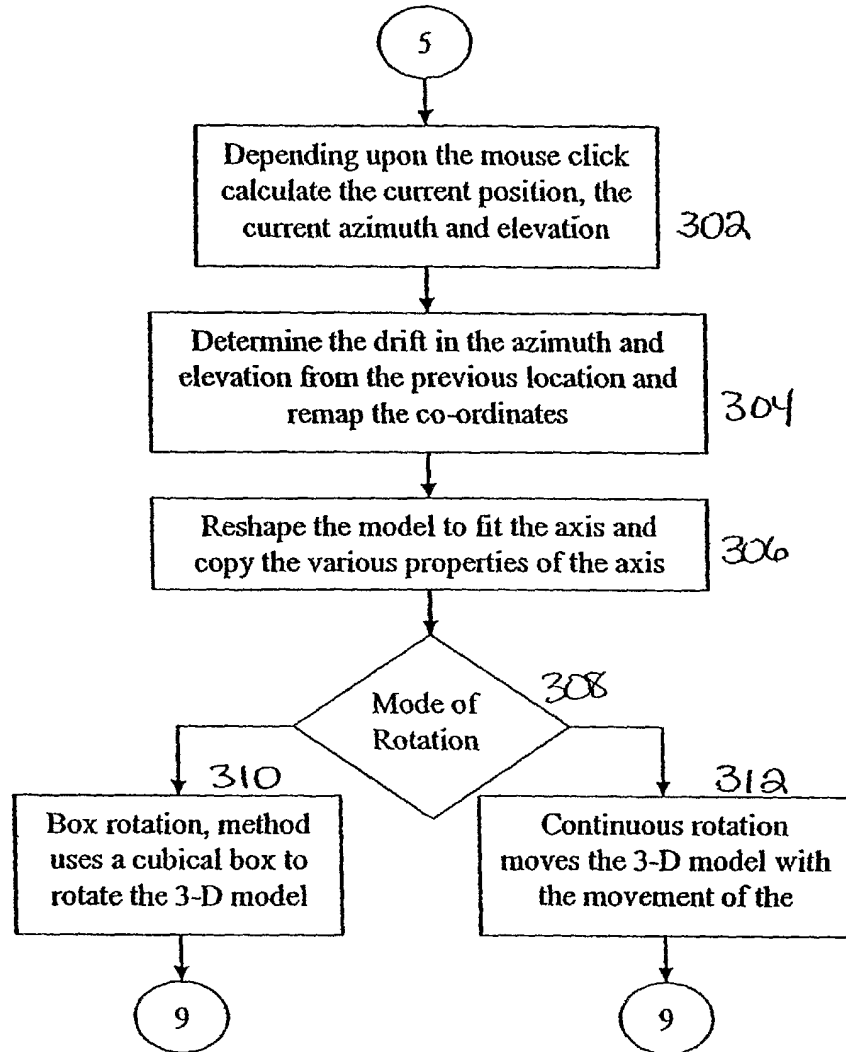 5
Depending upon the mouse click
calculate the current position, the
current azimuth and elevation
302
Determine the drift in the azimuth and
elevation from the previous location and
remap the co-ordinates
304
Reshape the model to fit the axis and
copy the various properties of the axis
306
Mode of
Rotation
308
310
Box rotation, method
uses a cubical box to
rotate the 3-D model
312
Continuous rotation
moves the 3-D model with
the movement of the
9
9